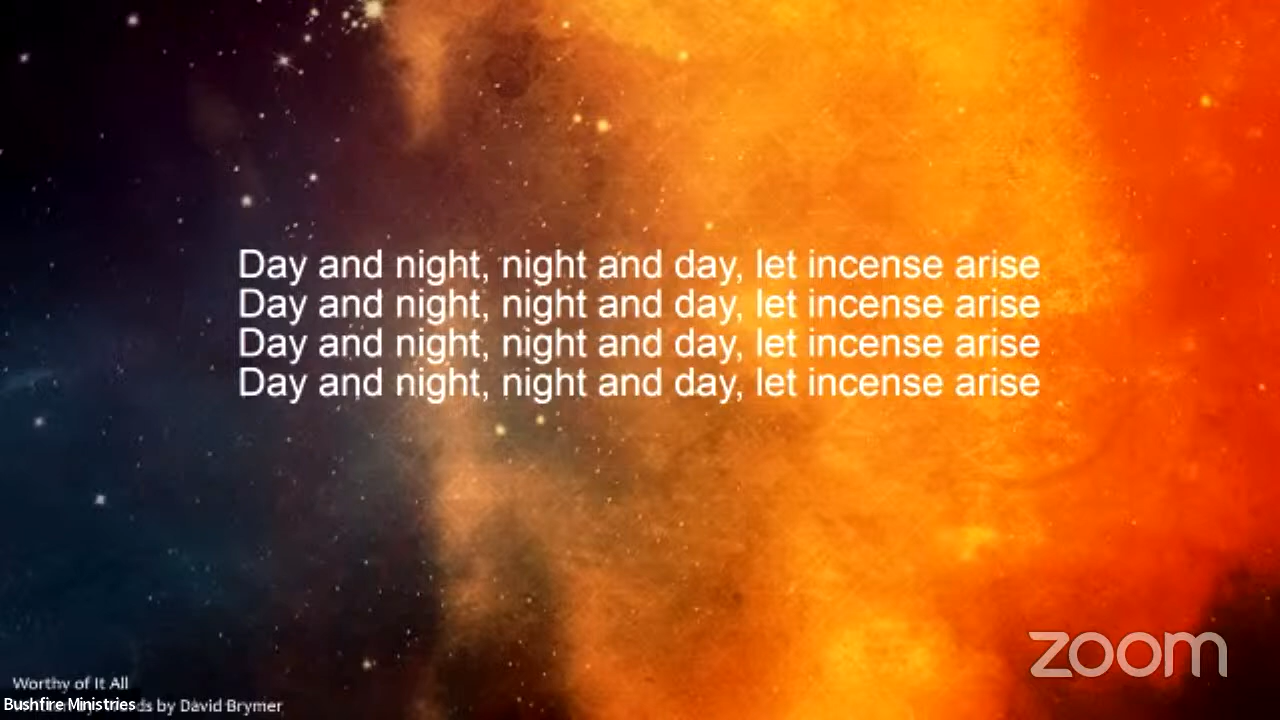 Day and night, night and day, let incense arise
Day and night, night and day, let incense arise
Day and night, night and day, let incense arise
Day and night, night and day, let incense arise
zoom
Worthy of It All
Bushfire Ministries
by David Brymer